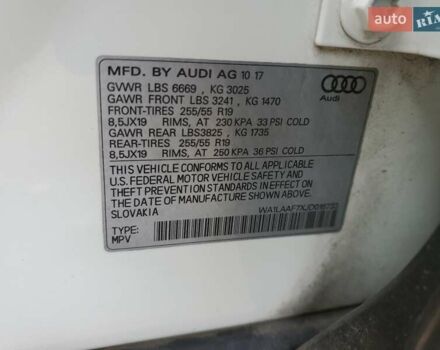 AUTO RIA
MFD. BY AUDI AG 10 17
GVWR LBS 6669 , KG 3025
GAWR FRONT LBS 3241 , KG 1470
FRONT-TIRES 255/55 R19
8,5JX19 RIMS, AT 230 KPA 33 PSI COLD
GAWR REAR LBS3825 , KG 1735
REAR-TIRES 255/55 R19
8,5JX19 RIMS, AT 250 KPA 36 PSI COLD
Audi
THIS VEHICLE CONFORMS TO ALL APPLICABLE
U.S. FEDERAL MOTOR VEHICLE SAFETY AND
THEFT PREVENTION STANDARDS IN EFFECT ON
THE DATE OF MANUFACTURE SHOWN ABOVE.
SLOVAKIA
TYPE:
MPV